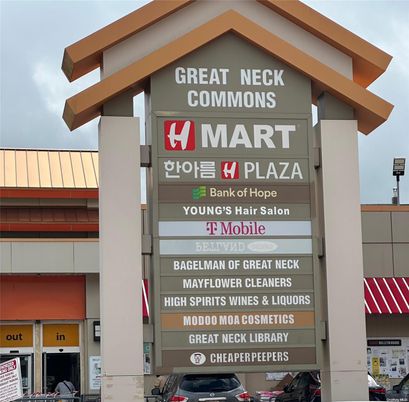 GREAT NECK
COMMONS
H MART
한아름 H PLAZA
Bank of Hope
YOUNG'S Hair Salon
T Mobile
BAGELMAN OF GREAT NECK
MAYFLOWER CLEANERS
HIGH SPIRITS WINES & LIQUORS
MODOO MOA COSMETICS
GREAT NECK LIBRARY
CHEAPERPEEPERS
out
in